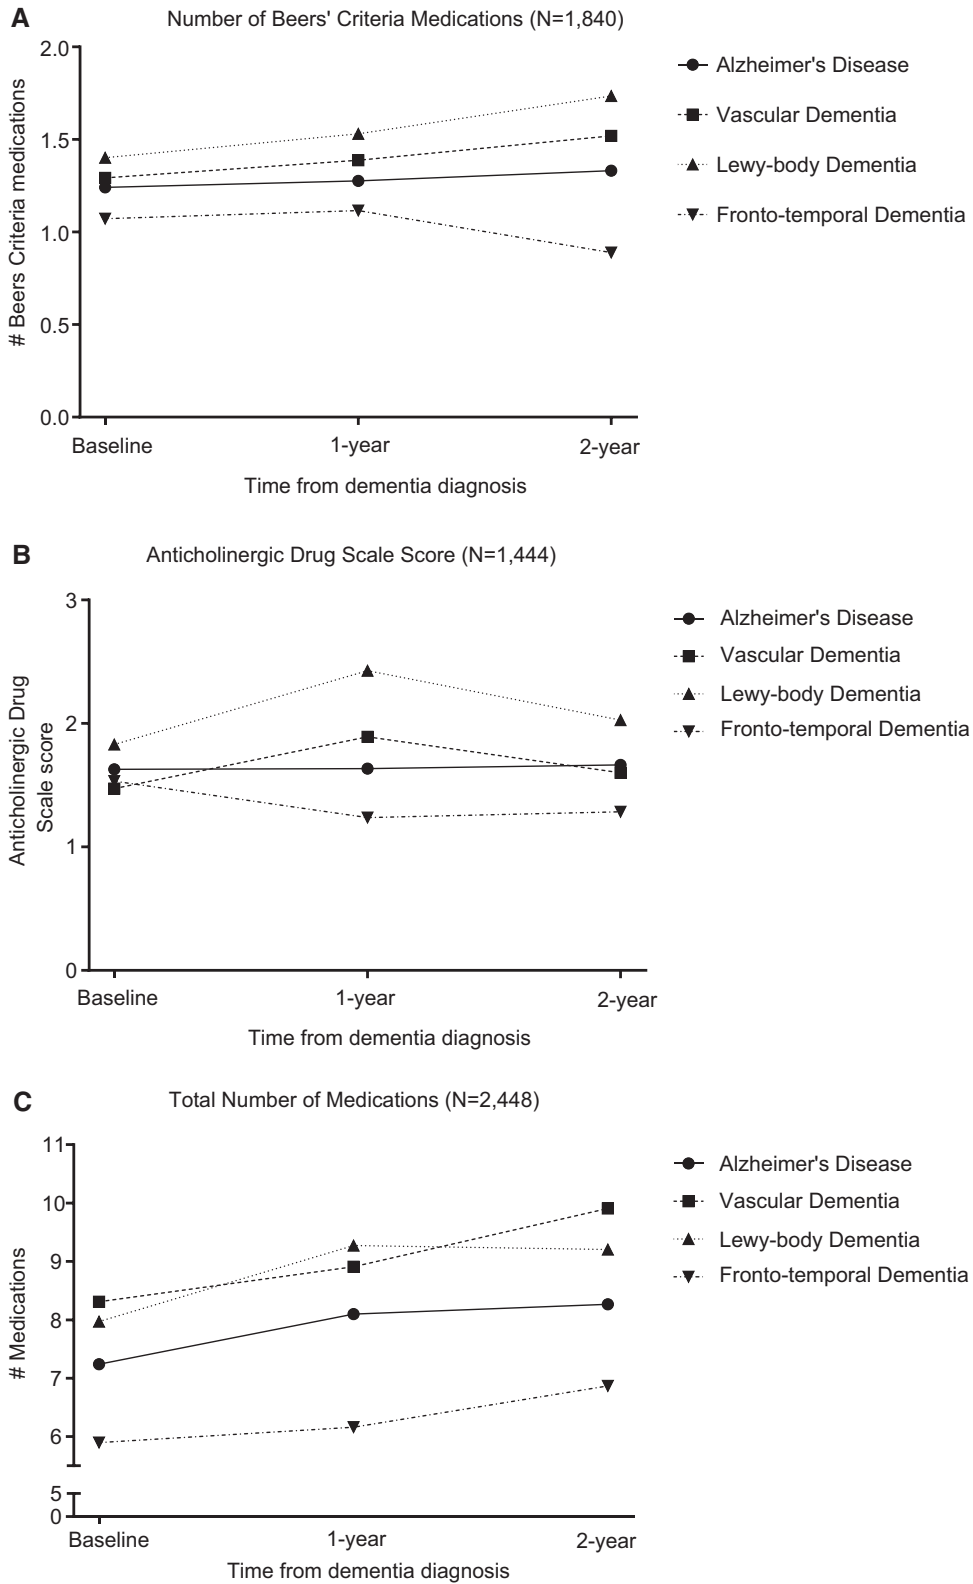 A
Number of Beers' Criteria Medications (N=1,840)
# Beers Criteria medications
2.0
1.5
1.0
0.5
0.0
Baseline
1-year
2-year
Time from dementia diagnosis
Alzheimer's Disease
Vascular Dementia
Lewy-body Dementia
Fronto-temporal Dementia
B
Anticholinergic Drug Scale Score (N=1,444)
Anticholinergic Drug
Scale score
3
2
1
0
Baseline
1-year
2-year
Time from dementia diagnosis
Alzheimer's Disease
Vascular Dementia
Lewy-body Dementia
Fronto-temporal Dementia
C
Total Number of Medications (N=2,448)
# Medications
11
10
9
8
7
6
5
0
Baseline
1-year
2-year
Time from dementia diagnosis
Alzheimer's Disease
Vascular Dementia
Lewy-body Dementia
Fronto-temporal Dementia